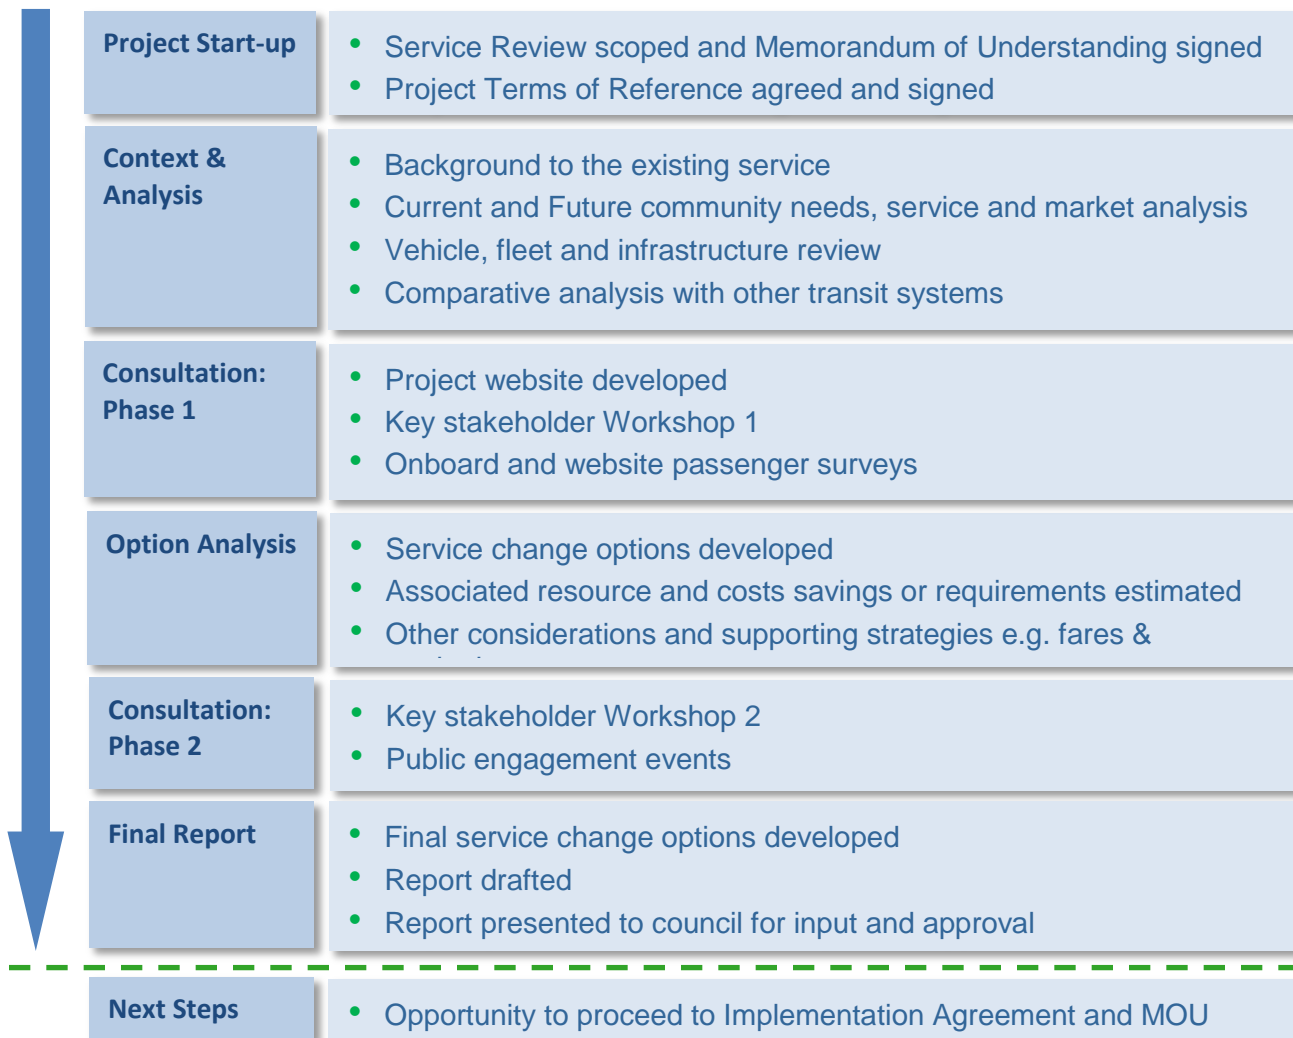 Project Start-up
• Service Review scoped and Memorandum of Understanding signed
• Project Terms of Reference agreed and signed
Context &
Analysis
• Background to the existing service
• Current and Future community needs, service and market analysis
• Vehicle, fleet and infrastructure review
• Comparative analysis with other transit systems
Consultation:
Phase 1
• Project website developed
• Key stakeholder Workshop 1
• Onboard and website passenger surveys
Option Analysis
• Service change options developed
• Associated resource and costs savings or requirements estimated
• Other considerations and supporting strategies e.g. fares &
Consultation:
Phase 2
• Key stakeholder Workshop 2
• Public engagement events
Final Report
• Final service change options developed
• Report drafted
• Report presented to council for input and approval
Next Steps
• Opportunity to proceed to Implementation Agreement and MOU